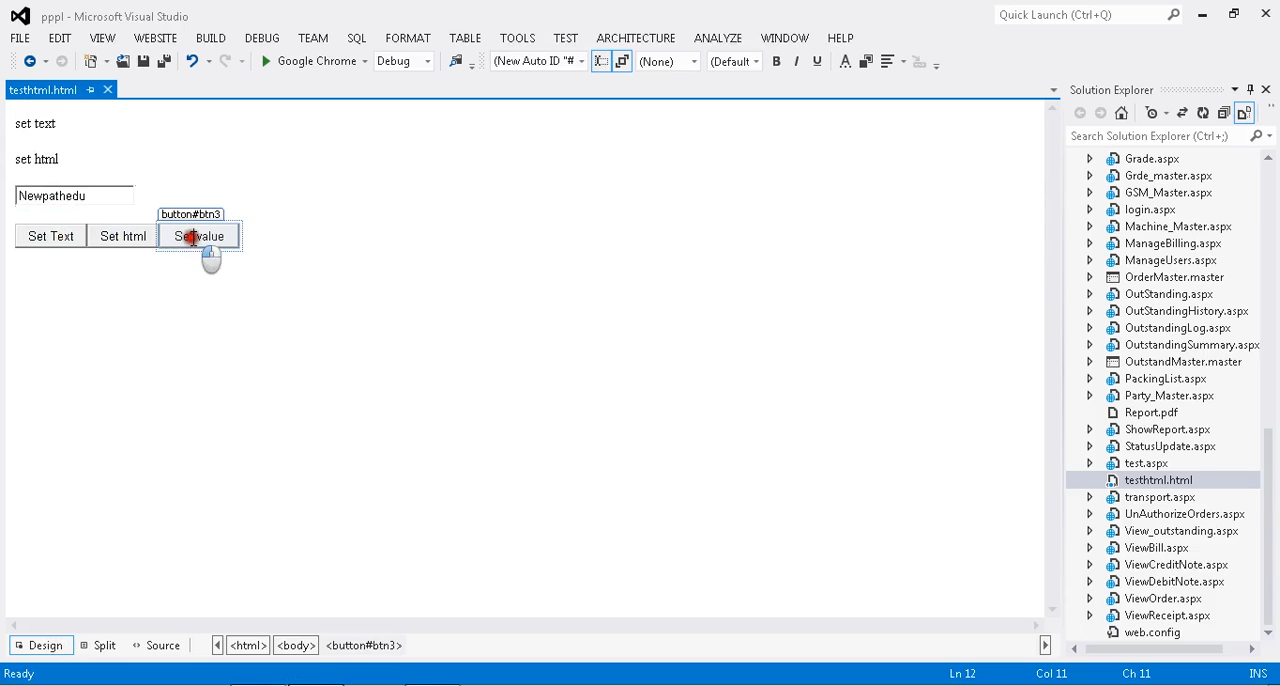 pppl - Microsoft Visual Studio
Quick Launch (Ctrl+Q)
FILE EDIT VIEW WEBSITE BUILD DEBUG TEAM SQL FORMAT TABLE TOOLS TEST ARCHITECTURE ANALYZE WINDOW HELP
Google Chrome Debug (New Auto ID "# (None) (Default B I U A
testhtml.html
Solution Explorer
Search Solution Explorer (Ctrl+;)
set text
set html
Newpathedu
button#btn3
Set Text Set html value
Grade.aspx
Grde_master.aspx
GSM_Master.aspx
login.aspx
Machine_Master.aspx
ManageBilling.aspx
ManageUsers.aspx
OrderMaster.master
OutStanding.aspx
OutStandingHistory.aspx
OutstandingLog.aspx
OutstandingSummary.aspx
OutstandMaster.master
PackingList.aspx
Party_Master.aspx
Report.pdf
ShowReport.aspx
StatusUpdate.aspx
test.aspx
testhtml.html
transport.aspx
UnAuthorizeOrders.aspx
View_outstanding.aspx
ViewBill.aspx
ViewCreditNote.aspx
ViewDebitNote.aspx
ViewOrder.aspx
ViewReceipt.aspx
web.config
Design Split Source <html> <body> <button#btn3>
Ready Ln 12 Col 11 Ch 11 INS